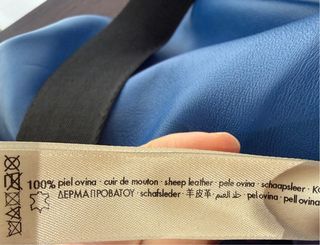 100% piel ovina · cuir de mouton · sheep leather · pele ovina · schaapsleer ·
ΔΕΡΜΑ ΠΡΟΒΑΤΟΥ · schafsleder · 羊皮革 · · pel ovina · pell ovina